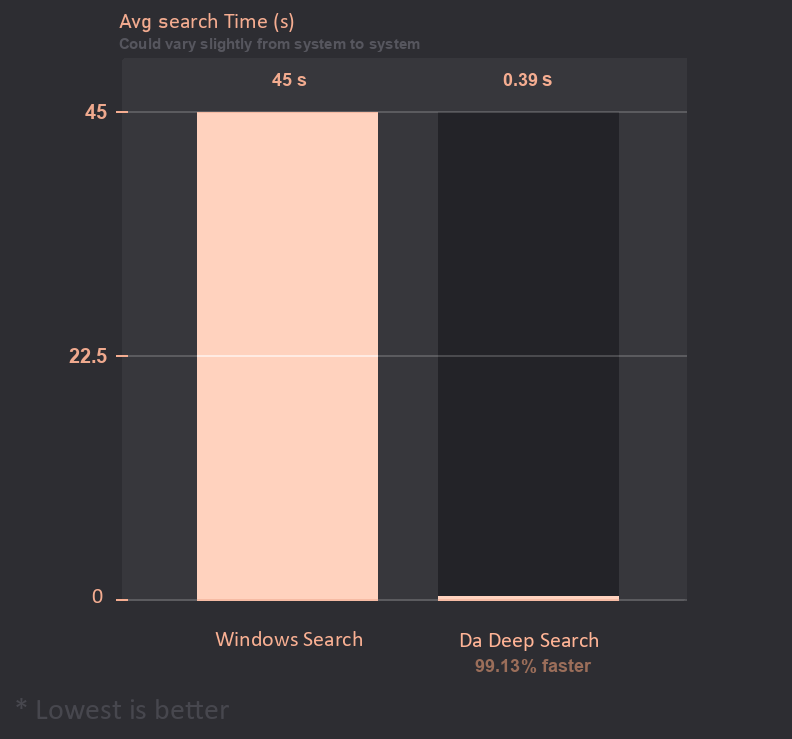 Avg search Time (s)
Could vary slightly from system to system
45 s
0.39 s
45
22.5
0
Windows Search
Da Deep Search
99.13% faster
* Lowest is better